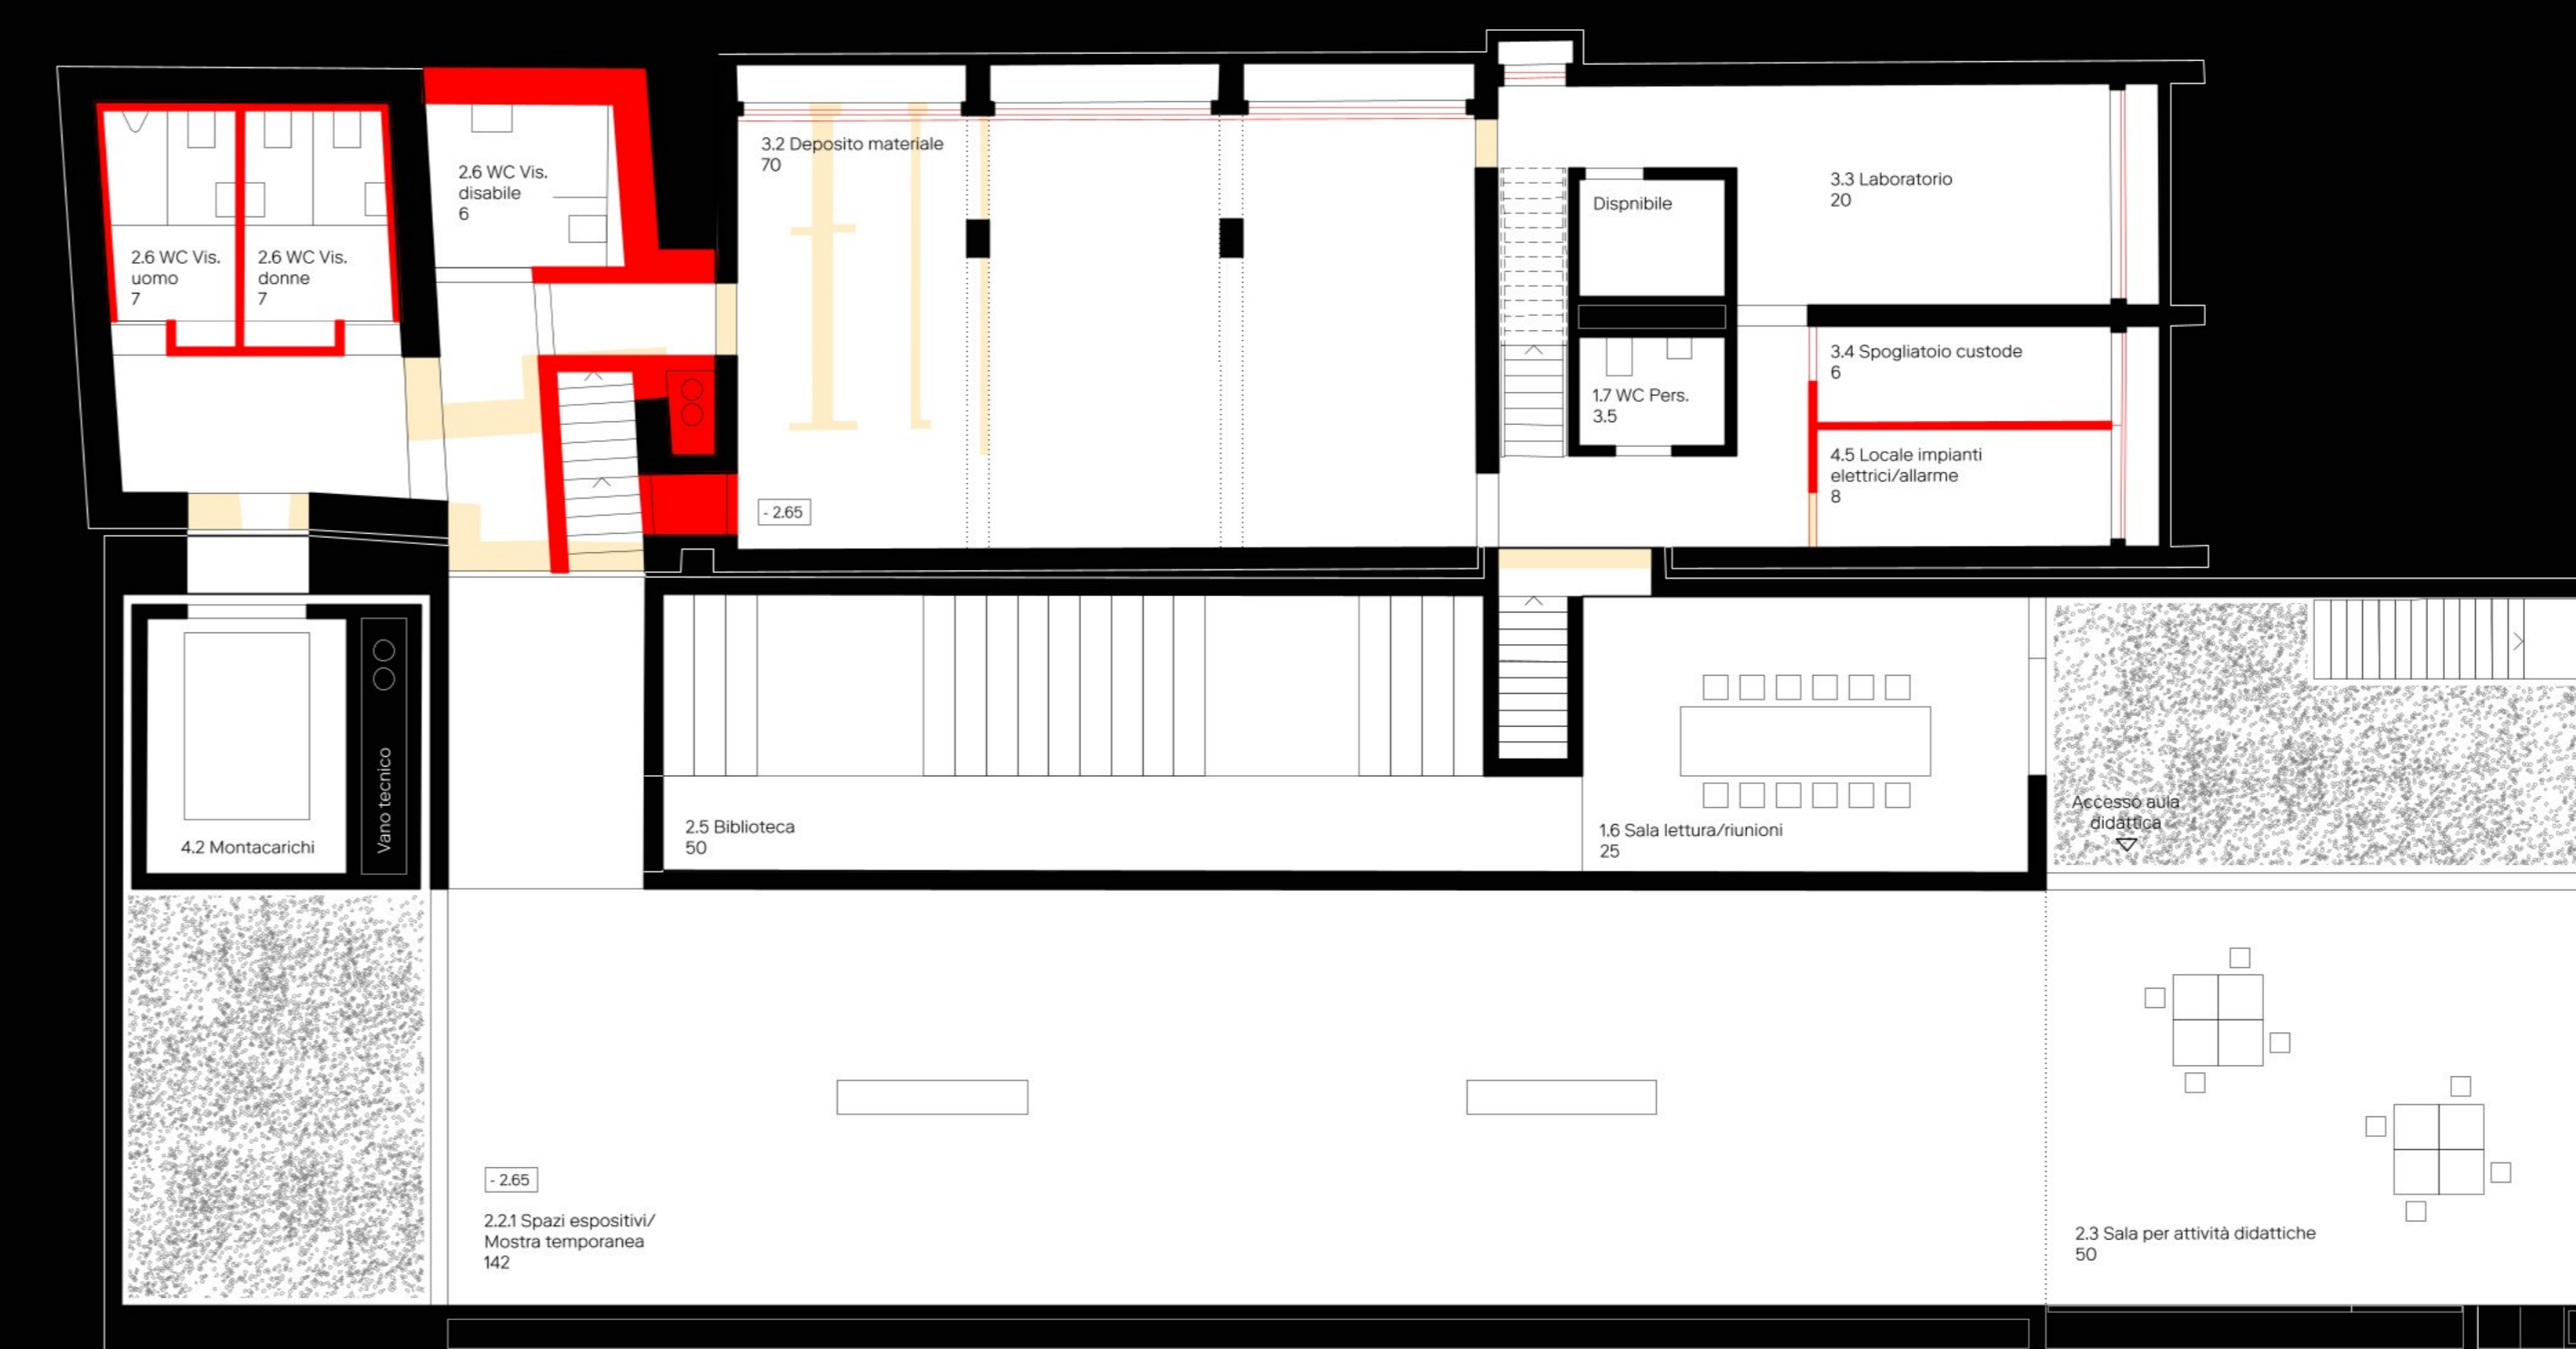 2.6 WC Vis.
uomo
7
2.6 WC Vis.
donne
7
2.6 WC Vis.
disabile
6
3.2 Deposito materiale
70
- 2.65
Dispnibile
3.3 Laboratorio
20
1.7 WC Pers.
3.5
3.4 Spogliatoio custode
6
4.5 Locale impianti
elettrici/allarme
8
4.2 Montacarichi
Vano tecnico
2.5 Biblioteca
50
1.6 Sala lettura/riunioni
25
Accesso aula
didattica
- 2.65
2.2.1 Spazi espositivi/
Mostra temporanea
142
2.3 Sala per attività didattiche
50